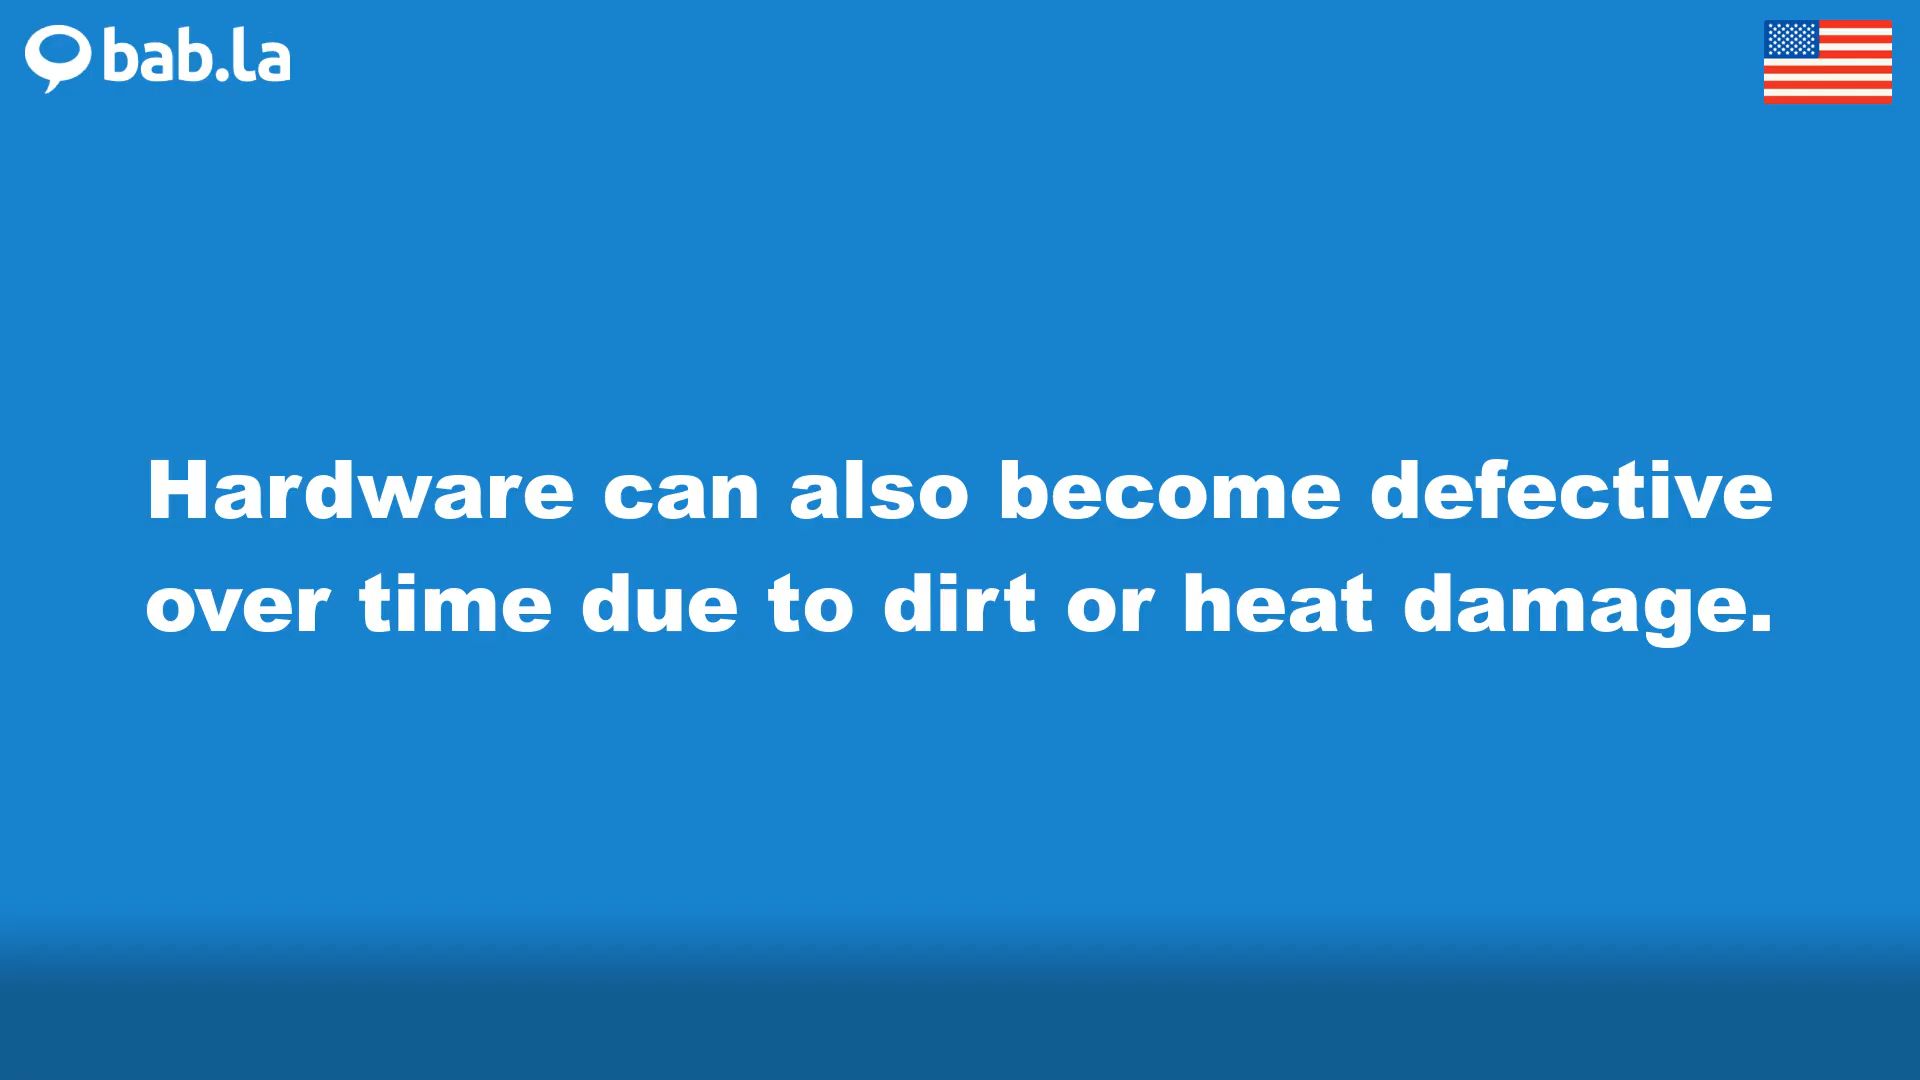 bab.la
Hardware can also become defective
over time due to dirt or heat damage.